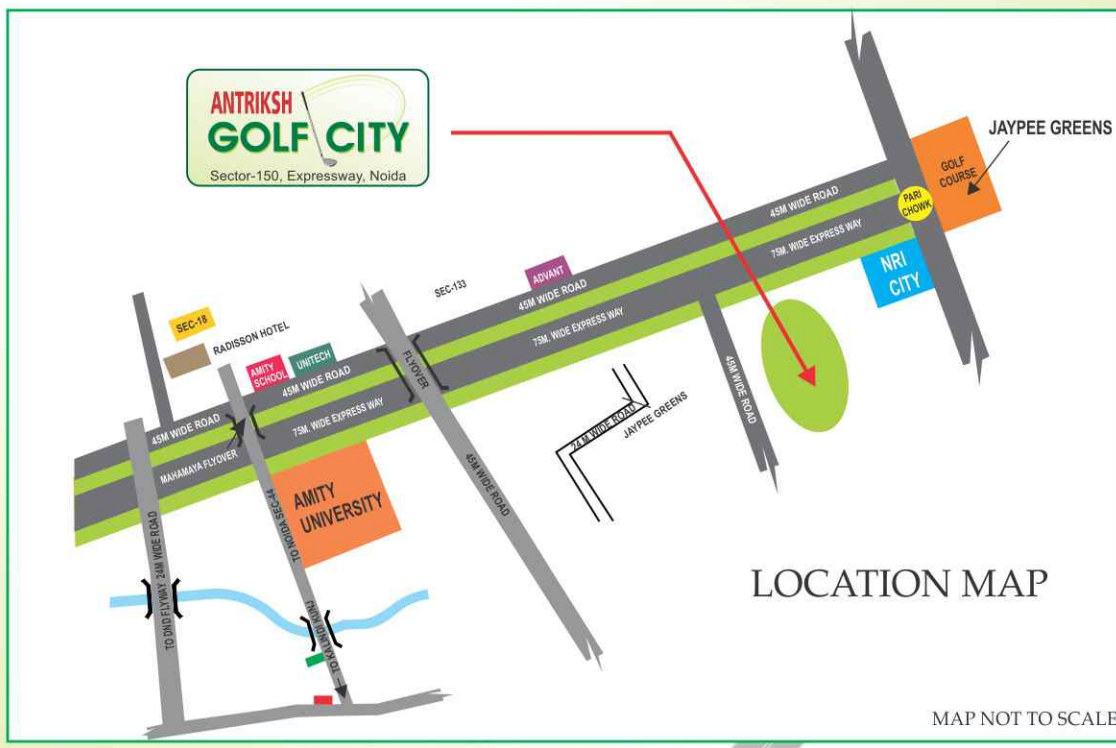 ANTRIKSH
GOLF CITY
Sector-150, Expressway, Noida
JAYPEE GREENS
GOLF
COURSE
PARI
CHOWK
45M WIDE ROAD
75M. WIDE EXPRESS WAY
NRI
CITY
SEC-133
ADVANT
45M WIDE ROAD
75M. WIDE EXPRESS WAY
FLYOVER
SEC-18
RADISSON HOTEL
AMITY
SCHOOL
UNITECH
45M WIDE ROAD
75M. WIDE EXPRESS WAY
45M WIDE ROAD
MAHAMAYA FLYOVER
AMITY
UNIVERSITY
TO NOIDA SEC-44
TO KALINDI KUNJ
TO DND FLYWAY 24M WIDE ROAD
45M WIDE ROAD
24 M WIDE ROAD
JAYPEE GREENS
45M WIDE ROAD
LOCATION MAP
MAP NOT TO SCALE